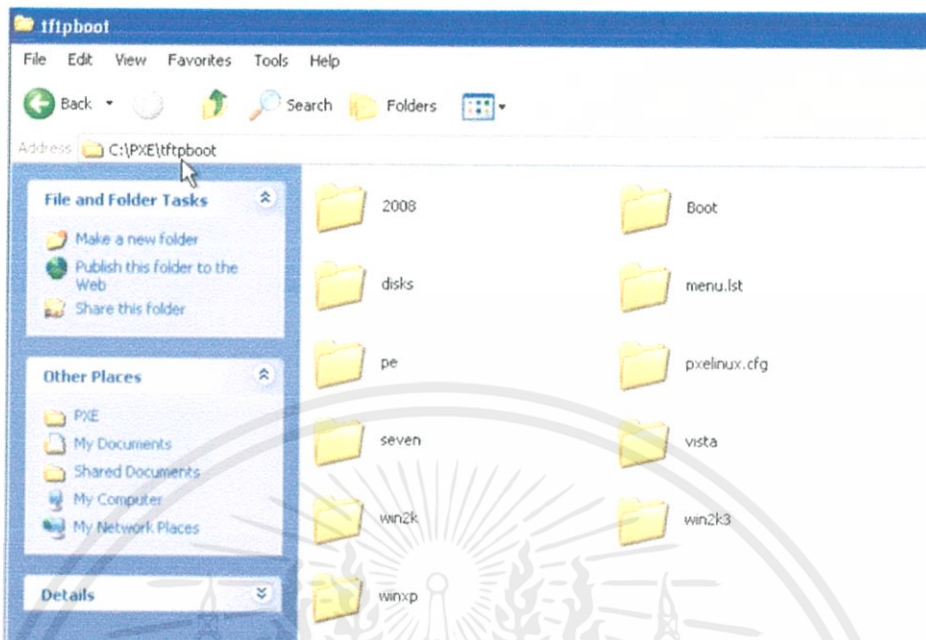 tftpboot
File Edit View Favorites Tools Help
Back Search Folders
Address C:\PXE\tftpboot
File and Folder Tasks
Make a new folder
Publish this folder to the
Web
Share this folder
Other Places
PXE
My Documents
Shared Documents
My Computer
My Network Places
Details
2008 Boot
disks menu.lst
pe pxelinux.cfg
seven vista
win2k win2k3
winxp